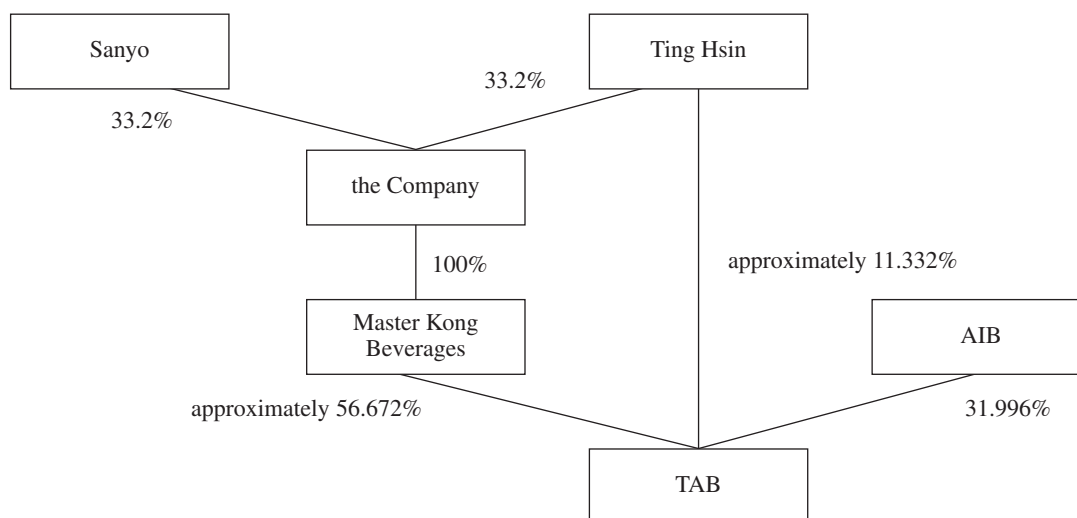 Sanyo
Ting Hsin
33.2%
33.2%
the Company
100%
approximately 11.332%
Master Kong
Beverages
AIB
approximately 56.672%
31.996%
TAB